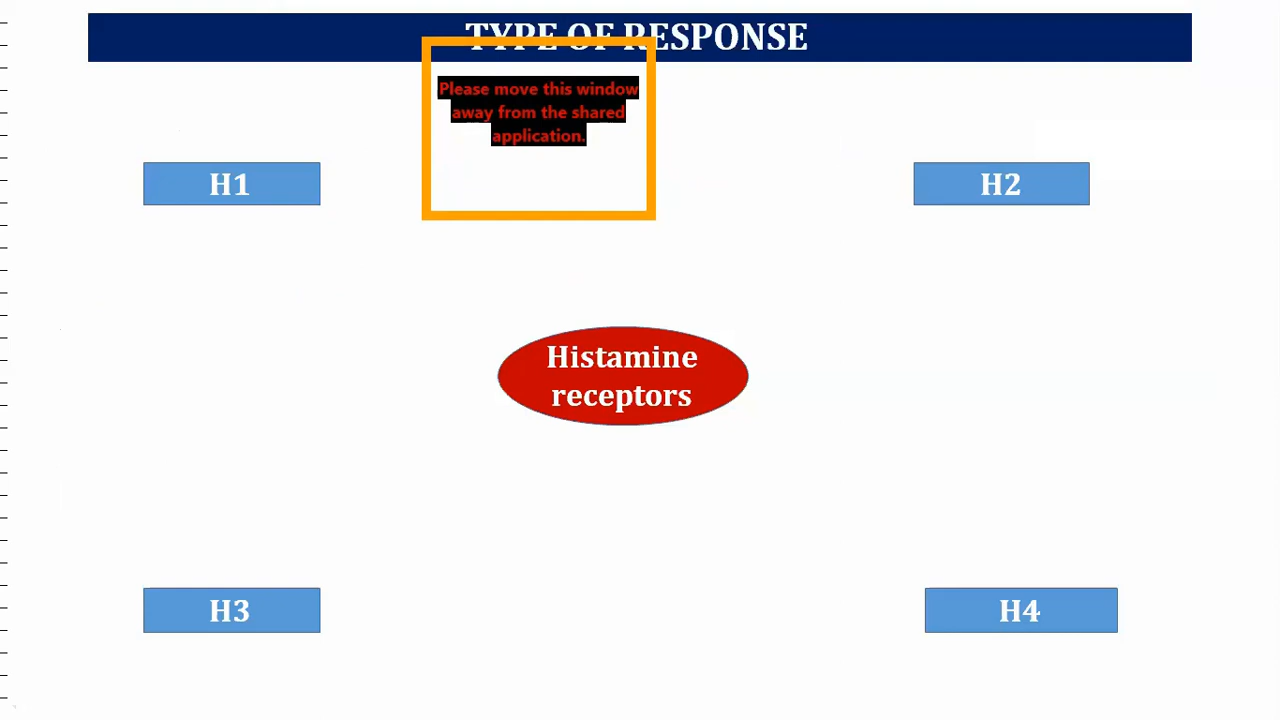 TYPE OF RESPONSE
Please move this window
away from the shared
application.
H1
H2
Histamine
receptors
H3
H4